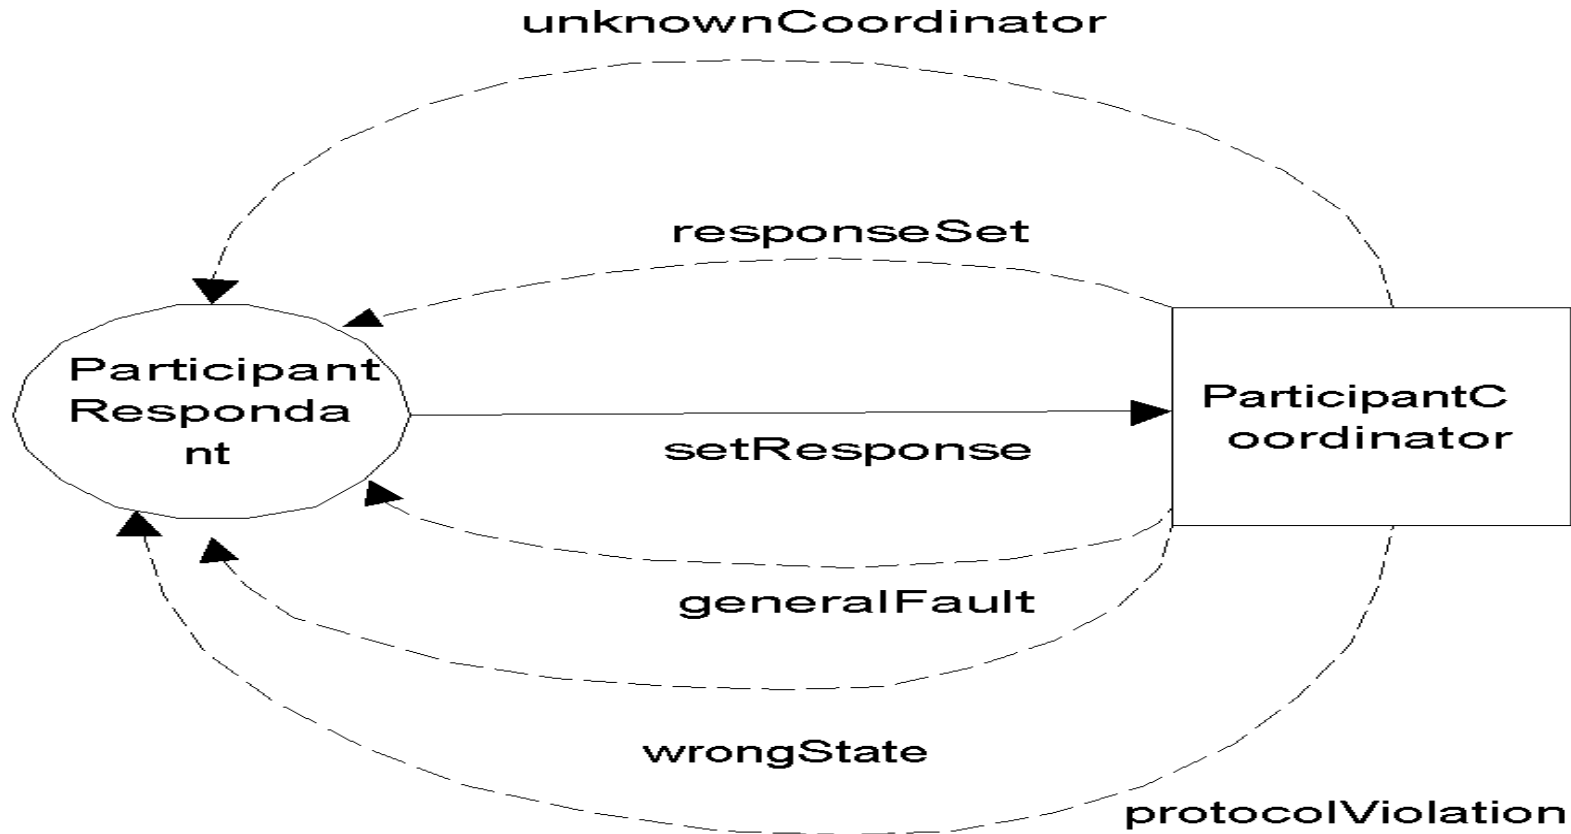 unknownCoordinator
responseSet
Participant
Responda
nt
ParticipantC
oordinator
setResponse
generalFault
wrongState
protocolViolation